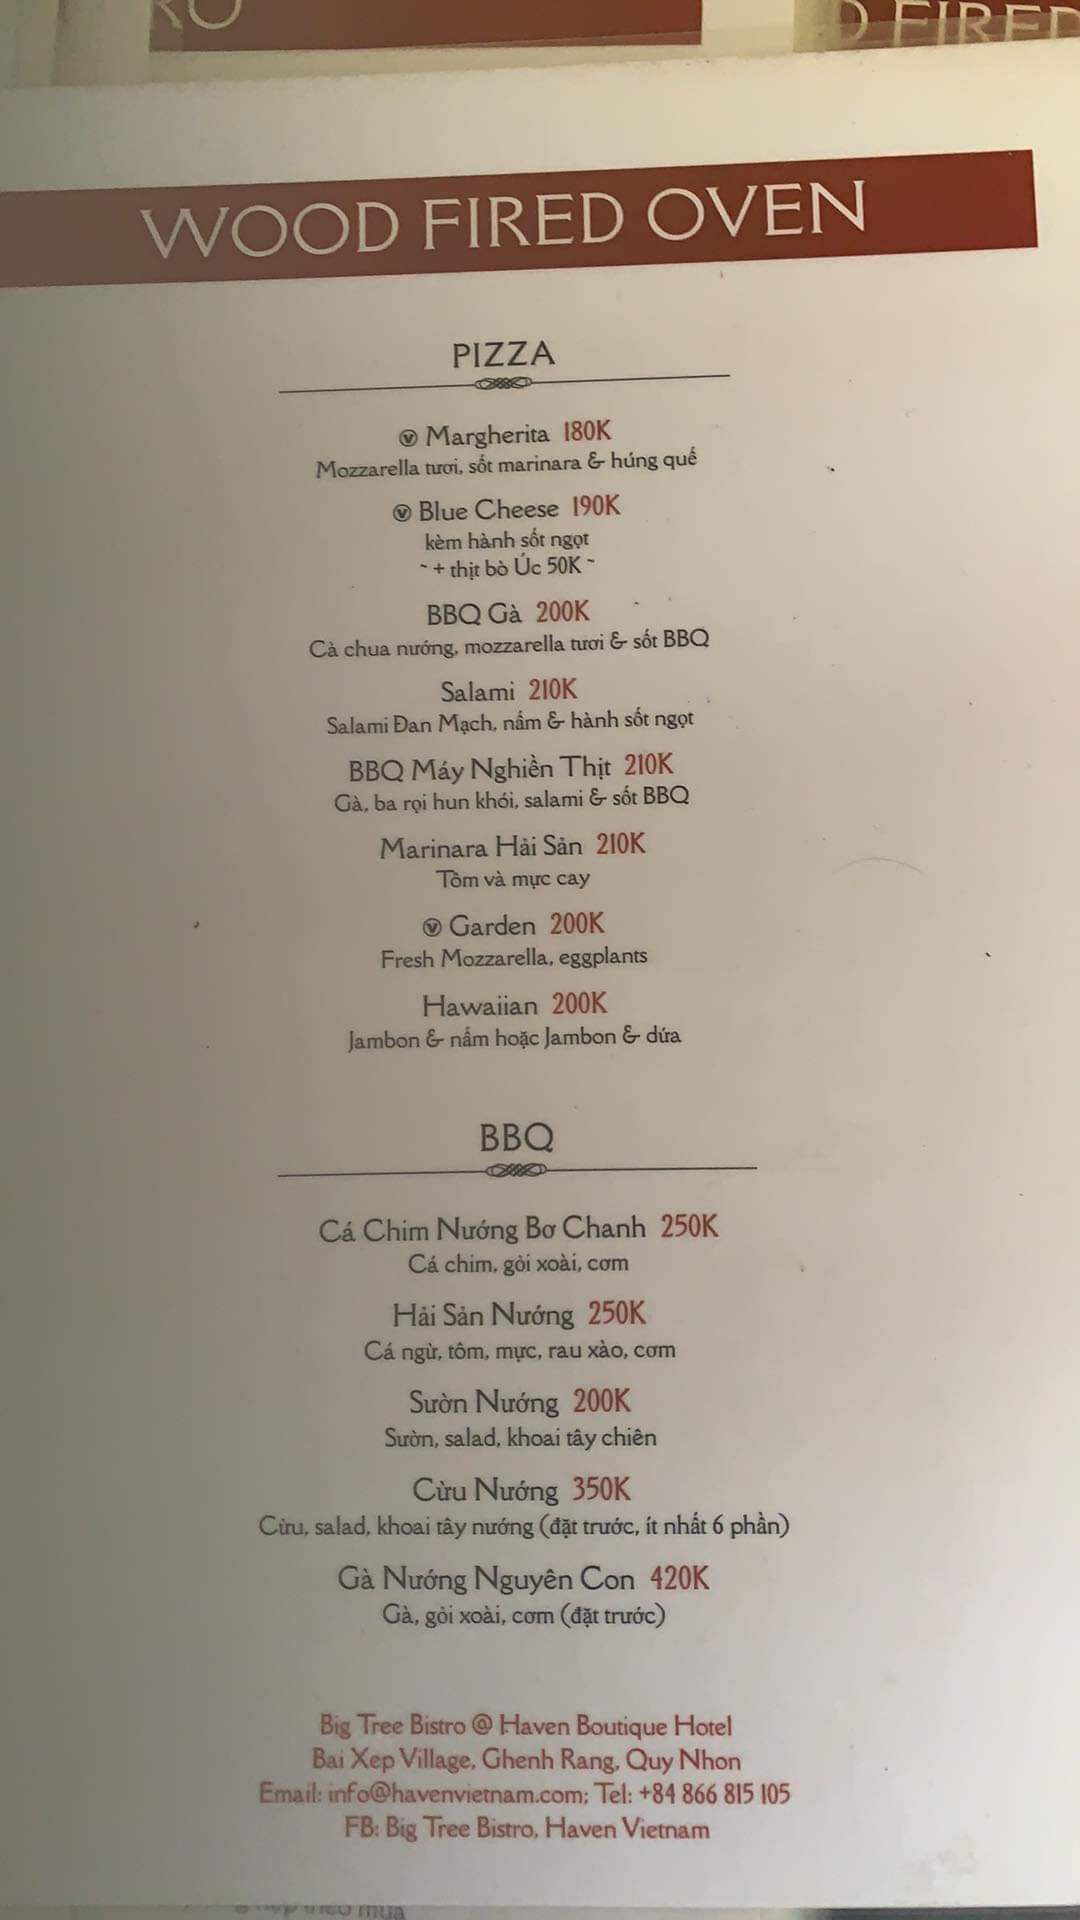 RO
D FIRED
WOOD FIRED OVEN
PIZZA
Ⓥ Margherita 180K
Mozzarella tươi, sốt marinara & húng quế
Ⓥ Blue Cheese 190K
kèm hành sốt ngọt
~ + thịt bò Úc 50K ~
BBQ Gà 200K
Cà chua nướng, mozzarella tươi & sốt BBQ
Salami 210K
Salami Đan Mạch, nấm & hành sốt ngọt
BBQ Máy Nghiền Thịt 210K
Gà, ba rọi hun khói, salami & sốt BBQ
Marinara Hải Sản 210K
Tôm và mực cay
Ⓥ Garden 200K
Fresh Mozzarella, eggplants
Hawaiian 200K
Jambon & nấm hoặc Jambon & dứa
BBQ
Cá Chim Nướng Bơ Chanh 250K
Cá chim, gỏi xoài, cơm
Hải Sản Nướng 250K
Cá ngừ, tôm, mực, rau xào, cơm
Sườn Nướng 200K
Sườn, salad, khoai tây chiên
Cừu Nướng 350K
Cừu, salad, khoai tây nướng (đặt trước, ít nhất 6 phần)
Gà Nướng Nguyên Con 420K
Gà, gỏi xoài, cơm (đặt trước)
Big Tree Bistro @ Haven Boutique Hotel
Bai Xep Village, Ghenh Rang, Quy Nhon
Email: info@havenvietnam.com; Tel: +84 866 815 105
FB: Big Tree Bistro, Haven Vietnam
theo mùa